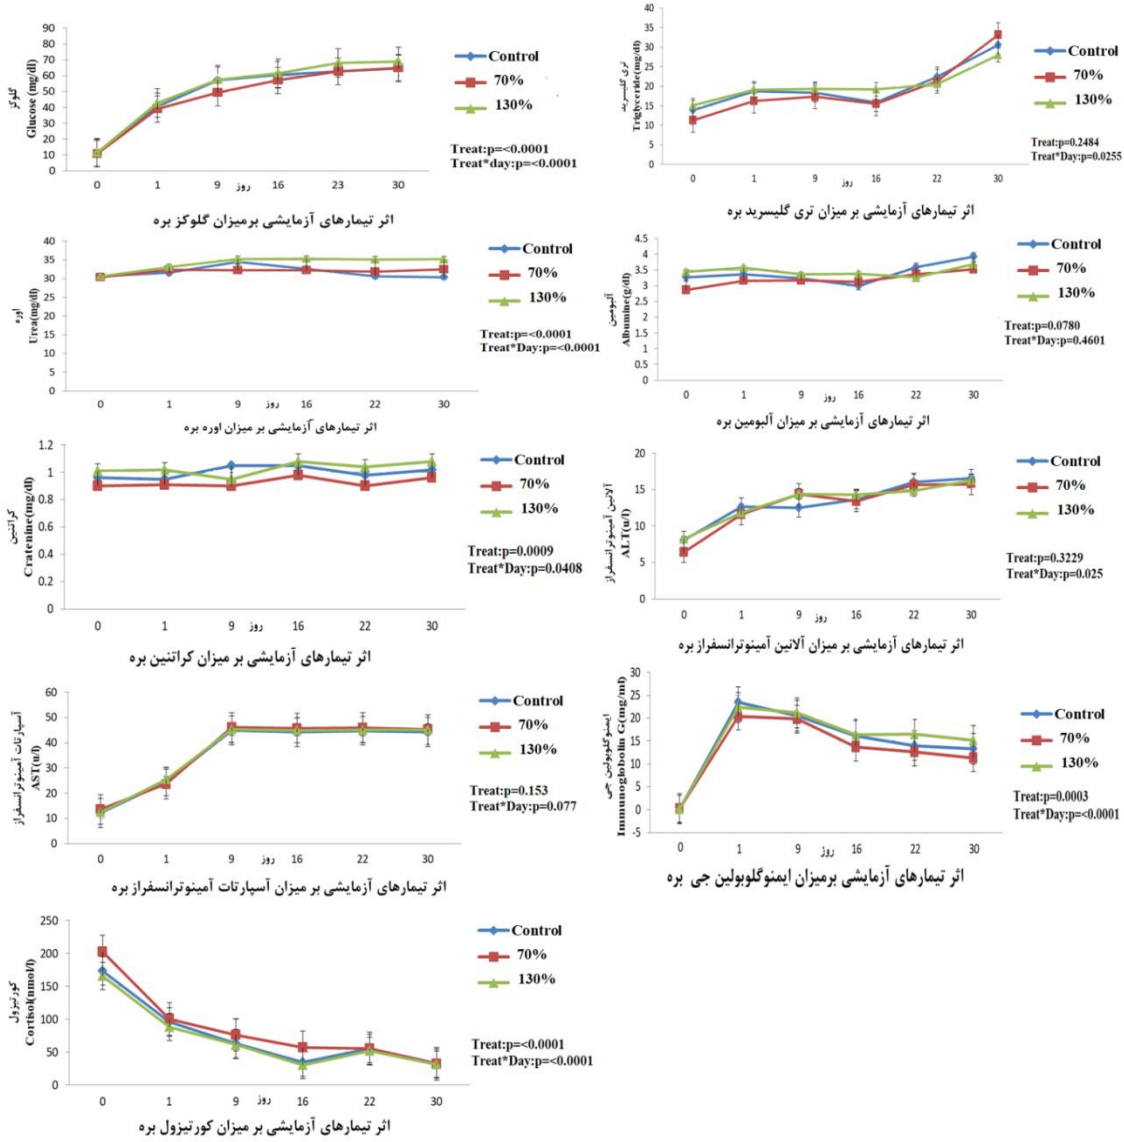 گلوکز
Glucose (mg/dl)
90
80
70
60
50
40
30
20
10
0
0 1 9 روز 16 23 30
Control
70%
130%
Treat:p=<0.0001
Treat*day:p=<0.0001
اثر تیمارهای آزمایشی برمیزان گلوکز بره
تری گلیسرید
Triglyceride(mg/dl)
40
35
30
25
20
15
10
5
0
0 1 9 روز 16 22 30
Control
70%
130%
Treat:p=0.2484
Treat*Day:p=0.0255
اثر تیمارهای آزمایشی بر میزان تری گلیسرید بره
اوره
Urea(mg/dl)
40
35
30
25
20
15
10
5
0
0 1 9 روز 16 22 30
Control
70%
130%
Treat:p=<0.0001
Treat*Day:p=<0.0001
اثر تیمارهای آزمایشی بر میزان اوره بره
آلبومین
Albumine(g/dl)
4.5
4
3.5
3
2.5
2
1.5
1
0.5
0
0 1 9 روز 16 22 30
Control
70%
130%
Treat:p=0.0780
Treat*Day:p=0.4601
اثر تیمارهای آزمایشی بر میزان آلبومین بره
کراتنین
Cratenine(mg/dl)
1.2
1
0.8
0.6
0.4
0.2
0
0 1 9 روز 16 22 30
Control
70%
130%
Treat:p=0.0009
Treat*Day:p=0.0408
اثر تیمارهای آزمایشی بر میزان کراتنین بره
آلانین آمینوترانسفراز
ALT(u/l)
20
15
10
5
0
0 1 9 روز 16 22 30
Control
70%
130%
Treat:p=0.3229
Treat*Day:p=0.025
اثر تیمارهای آزمایشی بر میزان آلانین آمینوترانسفراز بره
آسپارتات آمینوترانسفراز
AST(u/l)
60
50
40
30
20
10
0
0 1 9 روز 16 22 30
Control
70%
130%
Treat:p=0.153
Treat*Day:p=0.077
اثر تیمارهای آزمایشی بر میزان آسپارتات آمینوترانسفراز بره
ایمنوگلوبولین جی
Immunoglobolin G(mg/ml)
30
25
20
15
10
5
0
-5
0 1 9 روز 16 22 30
Control
70%
130%
Treat:p=0.0003
Treat*Day:p=<0.0001
اثر تیمارهای آزمایشی برمیزان ایمنوگلوبولین جی بره
کورتیزول
Cortisol(nmol/l)
250
200
150
100
50
0
0 1 9 روز 16 22 30
Control
70%
130%
Treat:p=<0.0001
Treat*Day:p=<0.0001
اثر تیمارهای آزمایشی بر میزان کورتیزول بره